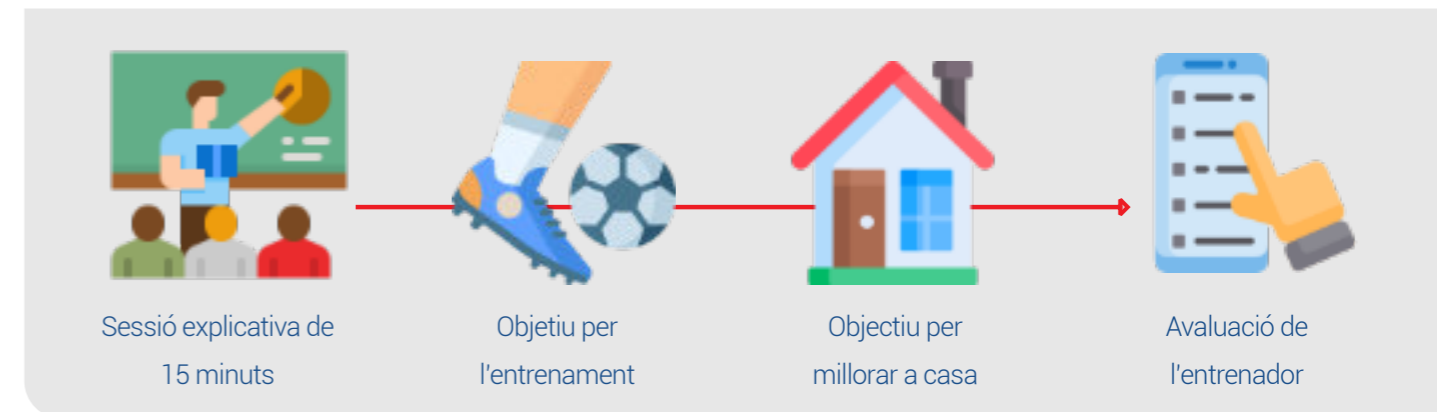 Sessió explicativa de
15 minuts
Objetiu per
l'entrenament
Objectiu per
millorar a casa
Avaluació de
l'entrenador